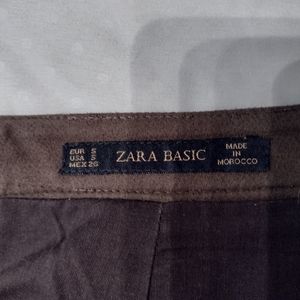 EUR S
USA S
MEX 26
ZARA BASIC
MADE
IN
MOROCCO